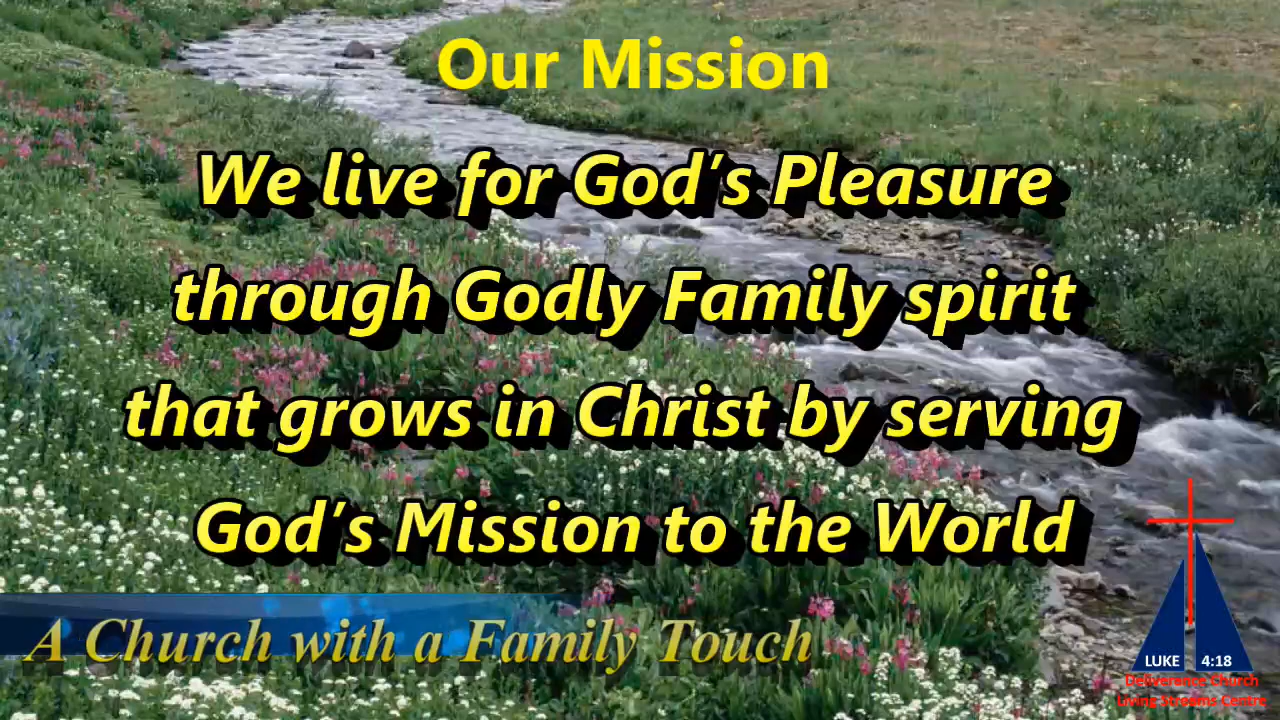 Our Mission
We live for God's Pleasure
through Godly Family spirit
that grows in Christ by serving
God's Mission to the World
A Church with a Family Touch
LUKE 4:18
Deliverance Church
Living Streams Centre